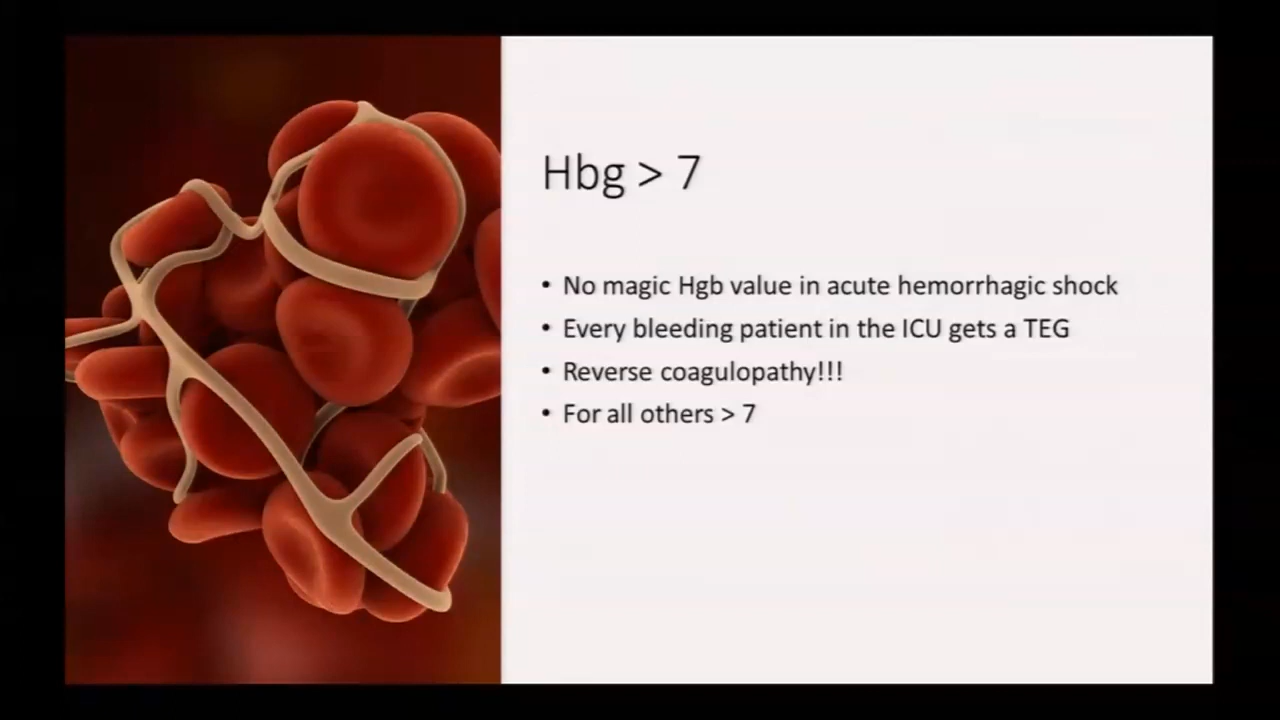 Hbg > 7
• No magic Hgb value in acute hemorrhagic shock
• Every bleeding patient in the ICU gets a TEG
• Reverse coagulopathy!!!
• For all others > 7